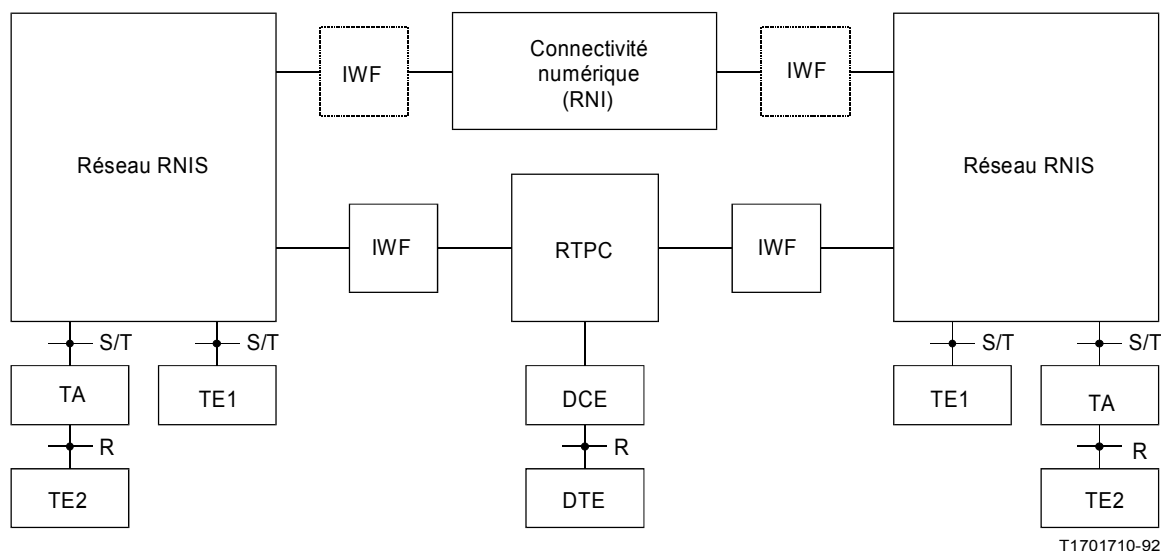 IWF
Connectivité
numérique
(RNI)
IWF
Réseau RNIS
Réseau RNIS
IWF
RTPC
IWF
S/T
S/T
S/T
S/T
TA
TE1
DCE
TE1
TA
R
R
R
TE2
DTE
TE2
T1701710-92